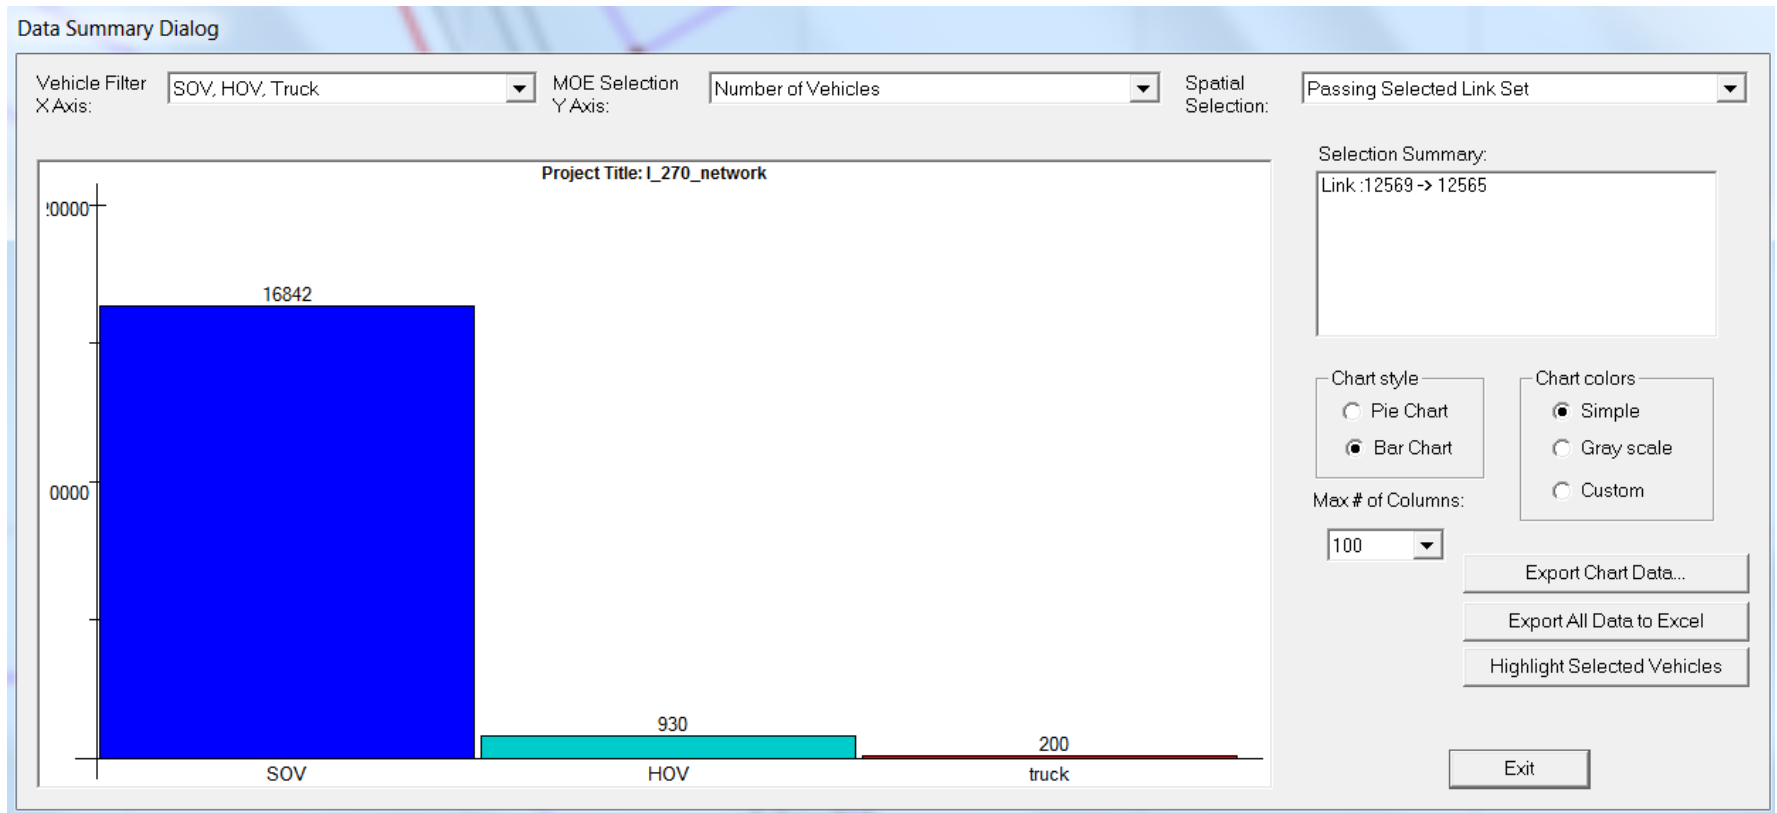 Data Summary Dialog
Vehicle Filter
X Axis:
SOV, HOV, Truck
MOE Selection
Y Axis:
Number of Vehicles
Spatial
Selection:
Passing Selected Link Set
Project Title: I_270_network
0000
16842
0000
930
200
SOV
HOV
truck
Selection Summary:
Link :12569 -> 12565
Chart style
Pie Chart
Bar Chart
Chart colors
Simple
Gray scale
Custom
Max # of Columns:
100
Export Chart Data...
Export All Data to Excel
Highlight Selected Vehicles
Exit